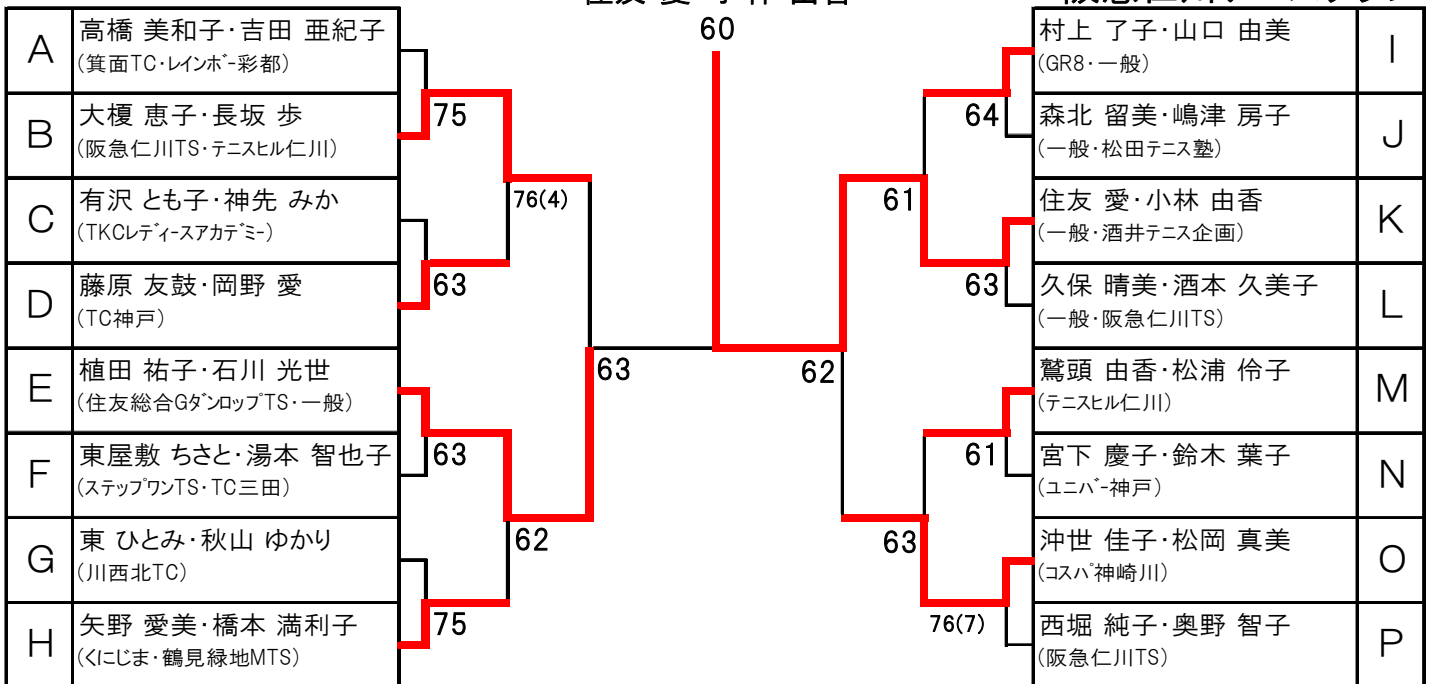 60
A
高橋 美和子・吉田 亜紀子
(箕面TC・レインボー彩都)
B
大榎 恵子・長坂 歩
(阪急仁川TS・テニスヒル仁川)
C
有沢 とも子・神先 みか
(TKCレディースアカデミー)
D
藤原 友鼓・岡野 愛
(TC神戸)
E
植田 祐子・石川 光世
(住友総合GダンロップTS・一般)
F
東屋敷 ちさと・湯本 智也子
(ステップワンTS・TC三田)
G
東 ひとみ・秋山 ゆかり
(川西北TC)
H
矢野 愛美・橋本 満利子
(くにじま・鶴見緑地MTS)
75
63
63
75
76(4)
62
63
62
61
63
64
63
61
76(7)
村上 了子・山口 由美
(GR8・一般)
I
森北 留美・嶋津 房子
(一般・松田テニス塾)
J
住友 愛・小林 由香
(一般・酒井テニス企画)
K
久保 晴美・酒本 久美子
(一般・阪急仁川TS)
L
鷲頭 由香・松浦 伶子
(テニスヒル仁川)
M
宮下 慶子・鈴木 葉子
(ユニバー神戸)
N
沖世 佳子・松岡 真美
(コスパ神崎川)
O
西堀 純子・奥野 智子
(阪急仁川TS)
P